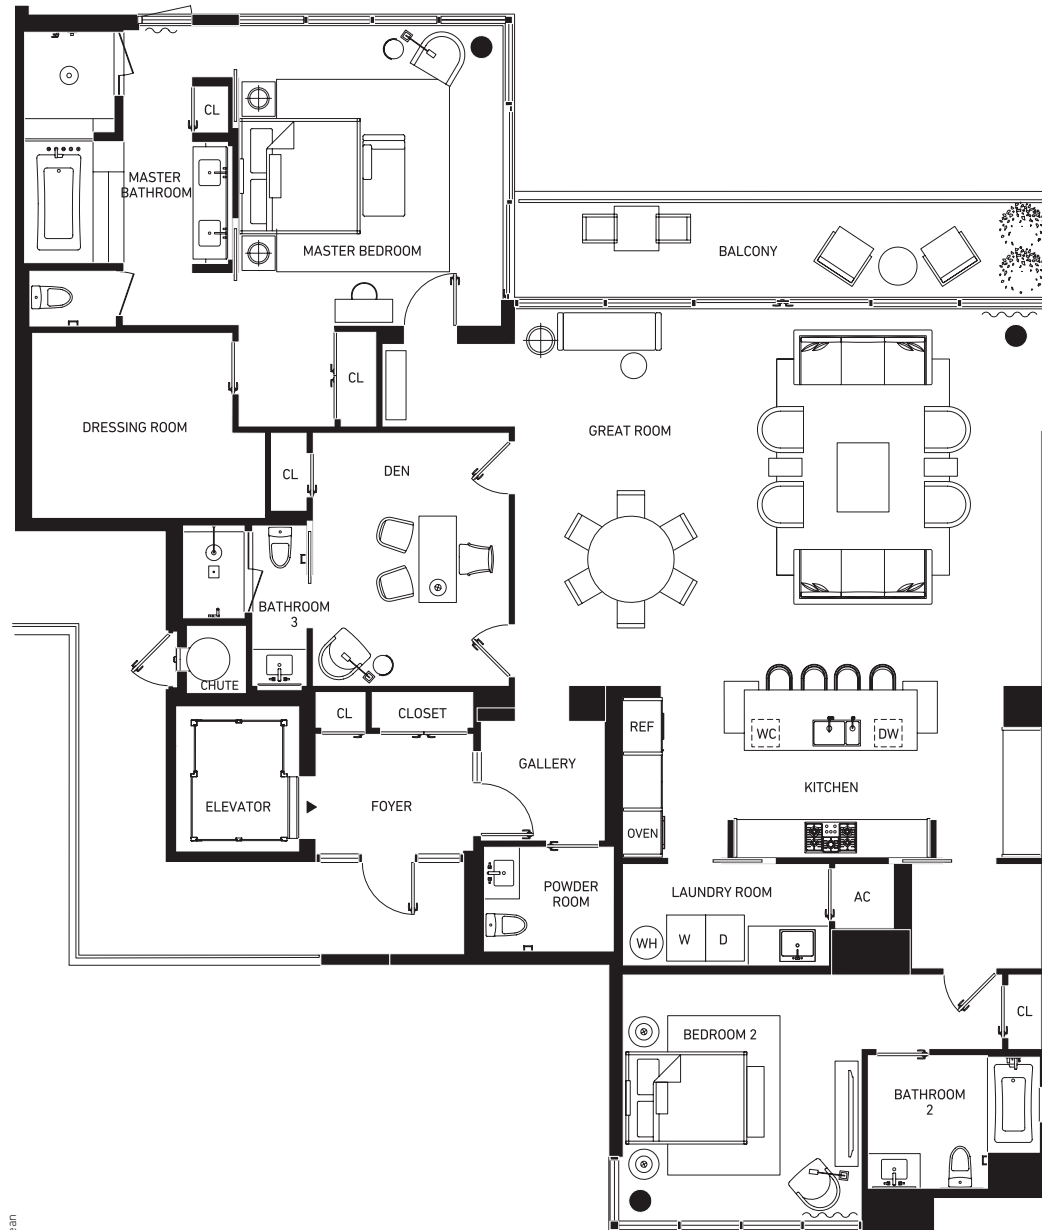 CL
MASTER
BATHROOM
MASTER BEDROOM
BALCONY
CL
DRESSING ROOM
GREAT ROOM
CL
DEN
BATHROOM
3
CHUTE
CL
CLOSET
REF
WC
DW
GALLERY
KITCHEN
ELEVATOR
FOYER
OVEN
POWDER
ROOM
LAUNDRY ROOM
AC
WH
W
D
CL
BEDROOM 2
BATHROOM
2
ean